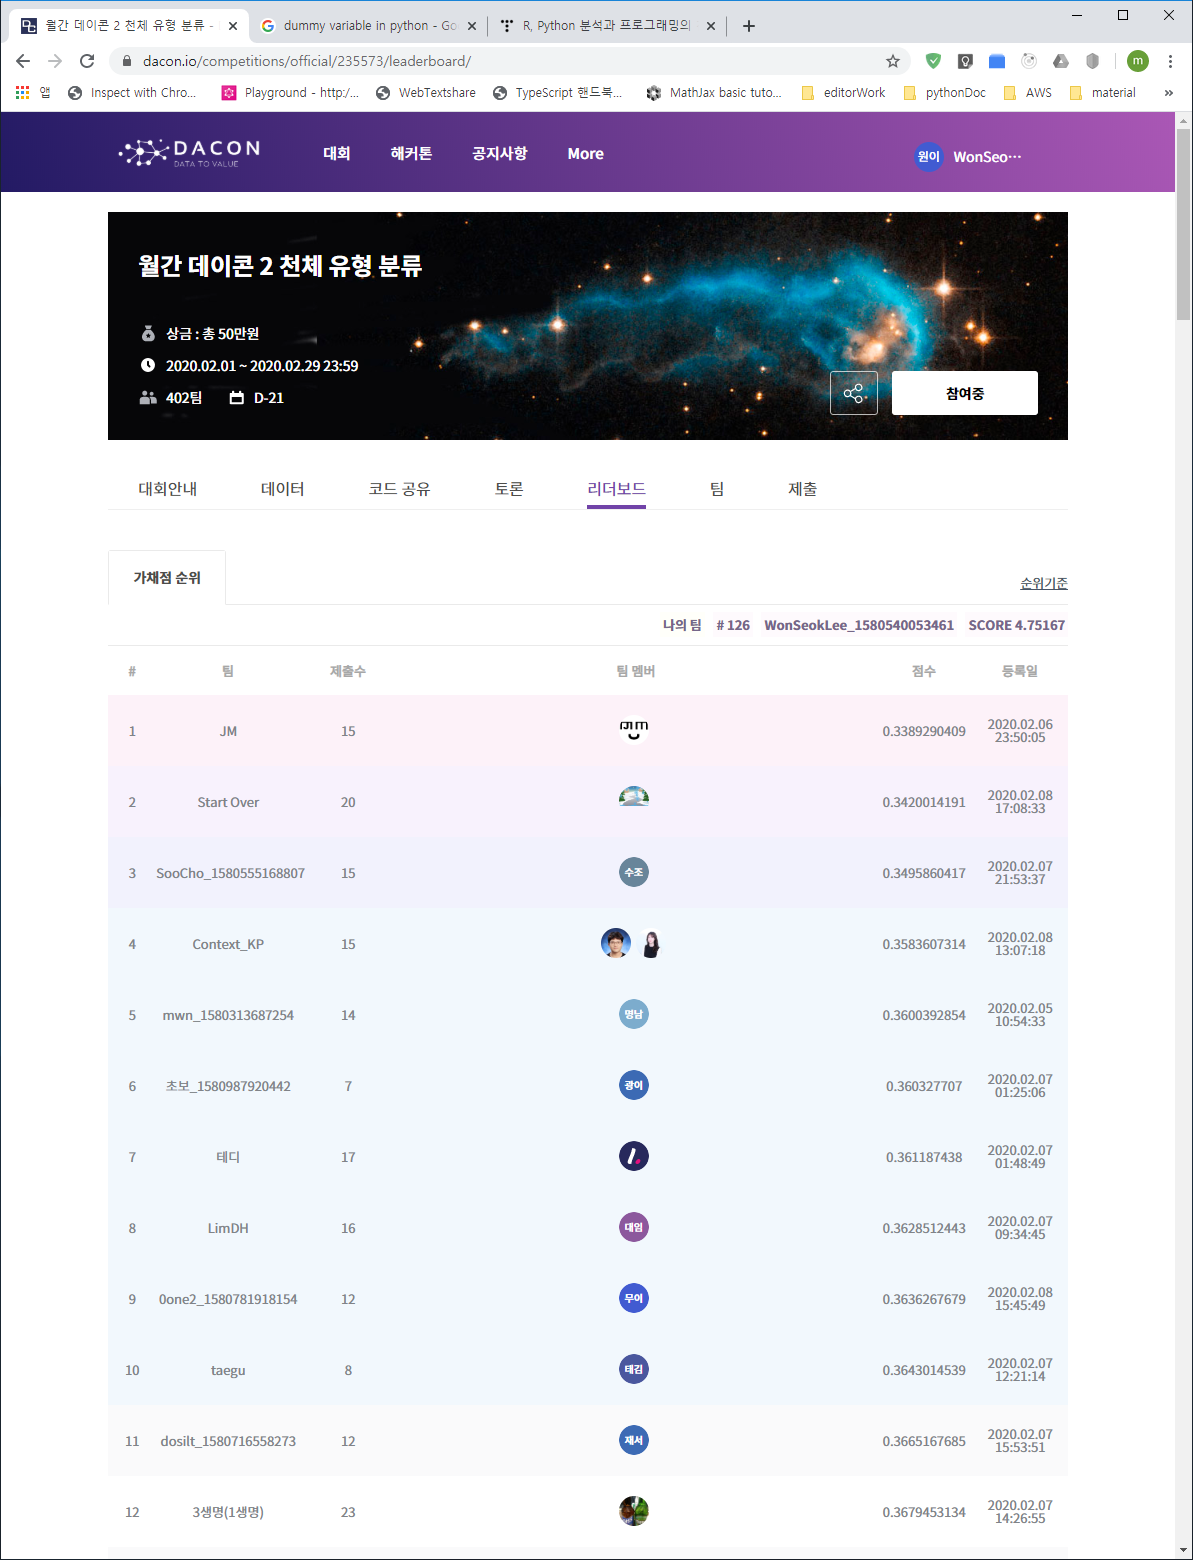 월간 데이콘 2 천체 유형 분류 -
dummy variable in python - Go
R, Python 분석과 프로그래밍의
dacon.io/competitions/official/235573/leaderboard/
m
앱
Inspect with Chro...
Playground - http:/...
WebTextshare
TypeScript 핸드북...
MathJax basic tuto...
editorWork
pythonDoc
AWS
material
»
DACON
DATA TO VALUE
대회
해커톤
공지사항
More
원이
WonSeo···
월간 데이콘 2 천체 유형 분류
상금 : 총 50만원
2020.02.01 ~ 2020.02.29 23:59
402팀
D-21
참여중
대회안내
데이터
코드 공유
토론
리더보드
팀
제출
가채점 순위
순위기준
나의 팀 # 126 WonSeokLee_1580540053461 SCORE 4.75167
# 팀 제출수 팀 멤버 점수 등록일
1 JM 15 JM 0.3389290409 2020.02.06
23:50:05
2 Start Over 20 0.3420014191 2020.02.08
17:08:33
3 SooCho_1580555168807 15 수조 0.3495860417 2020.02.07
21:53:37
4 Context_KP 15 0.3583607314 2020.02.08
13:07:18
5 mwn_1580313687254 14 명남 0.3600392854 2020.02.05
10:54:33
6 초보_1580987920442 7 광이 0.360327707 2020.02.07
01:25:06
7 테디 17 0.361187438 2020.02.07
01:48:49
8 LimDH 16 대임 0.3628512443 2020.02.07
09:34:45
9 0one2_1580781918154 12 무이 0.3636267679 2020.02.08
15:45:49
10 taegu 8 태김 0.3643014539 2020.02.07
12:21:14
11 dosilt_1580716558273 12 재서 0.3665167685 2020.02.07
15:53:51
12 3생명(1생명) 23 0.3679453134 2020.02.07
14:26:55